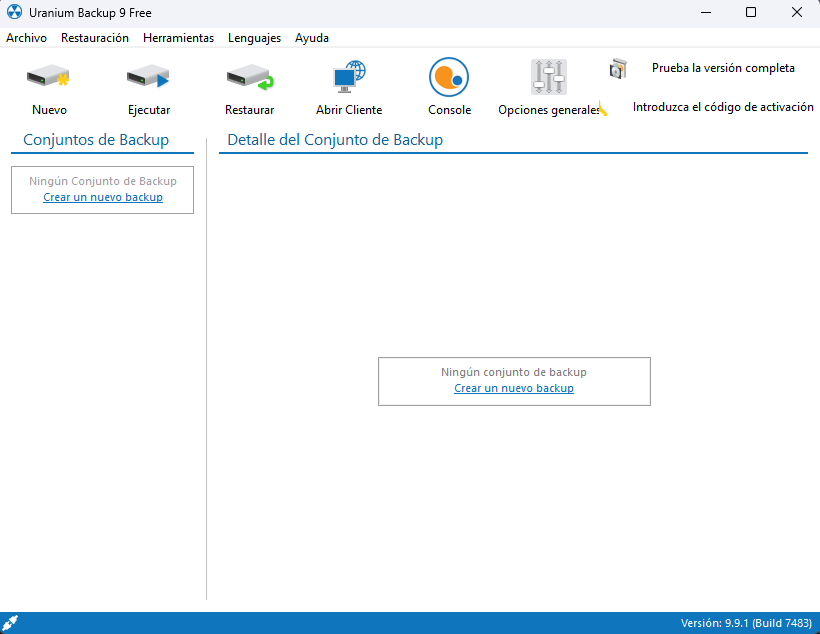 Uranium Backup 9 Free
Archivo Restauración Herramientas Lenguajes Ayuda
Nuevo
Ejecutar
Restaurar
Abrir Cliente
Console
Opciones generales
Prueba la versión completa
Introduzca el código de activación
Conjuntos de Backup
Detalle del Conjunto de Backup
Ningún Conjunto de Backup
Crear un nuevo backup
Ningún conjunto de backup
Crear un nuevo backup
Versión: 9.9.1 (Build 7483)